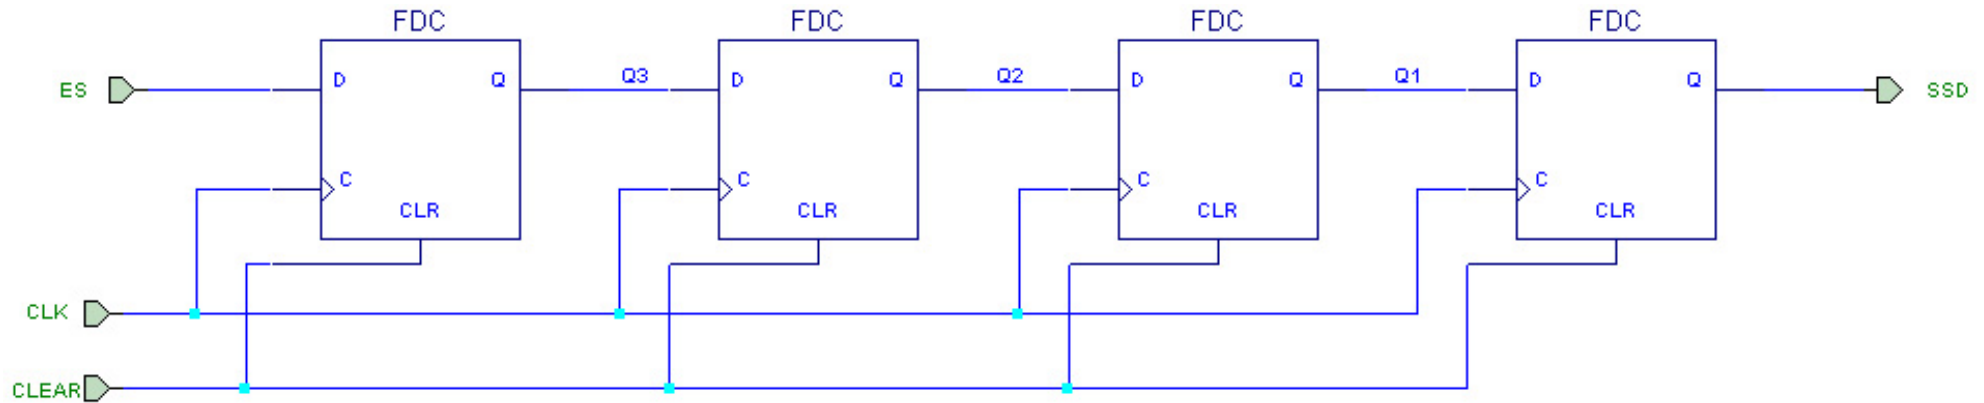 FDC FDC FDC FDC
ES D Q Q3 D Q Q2 D Q Q1 D Q SSD
C C C C
CLR CLR CLR CLR
CLK
CLEAR